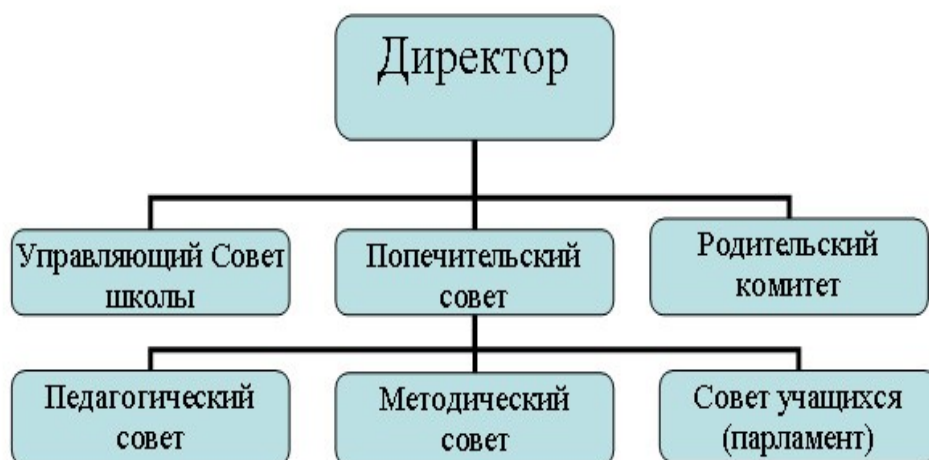 Директор
Управляющий Совет
школы
Попечительский
совет
Родительский
комитет
Педагогический
совет
Методический
совет
Совет учащихся
(парламент)